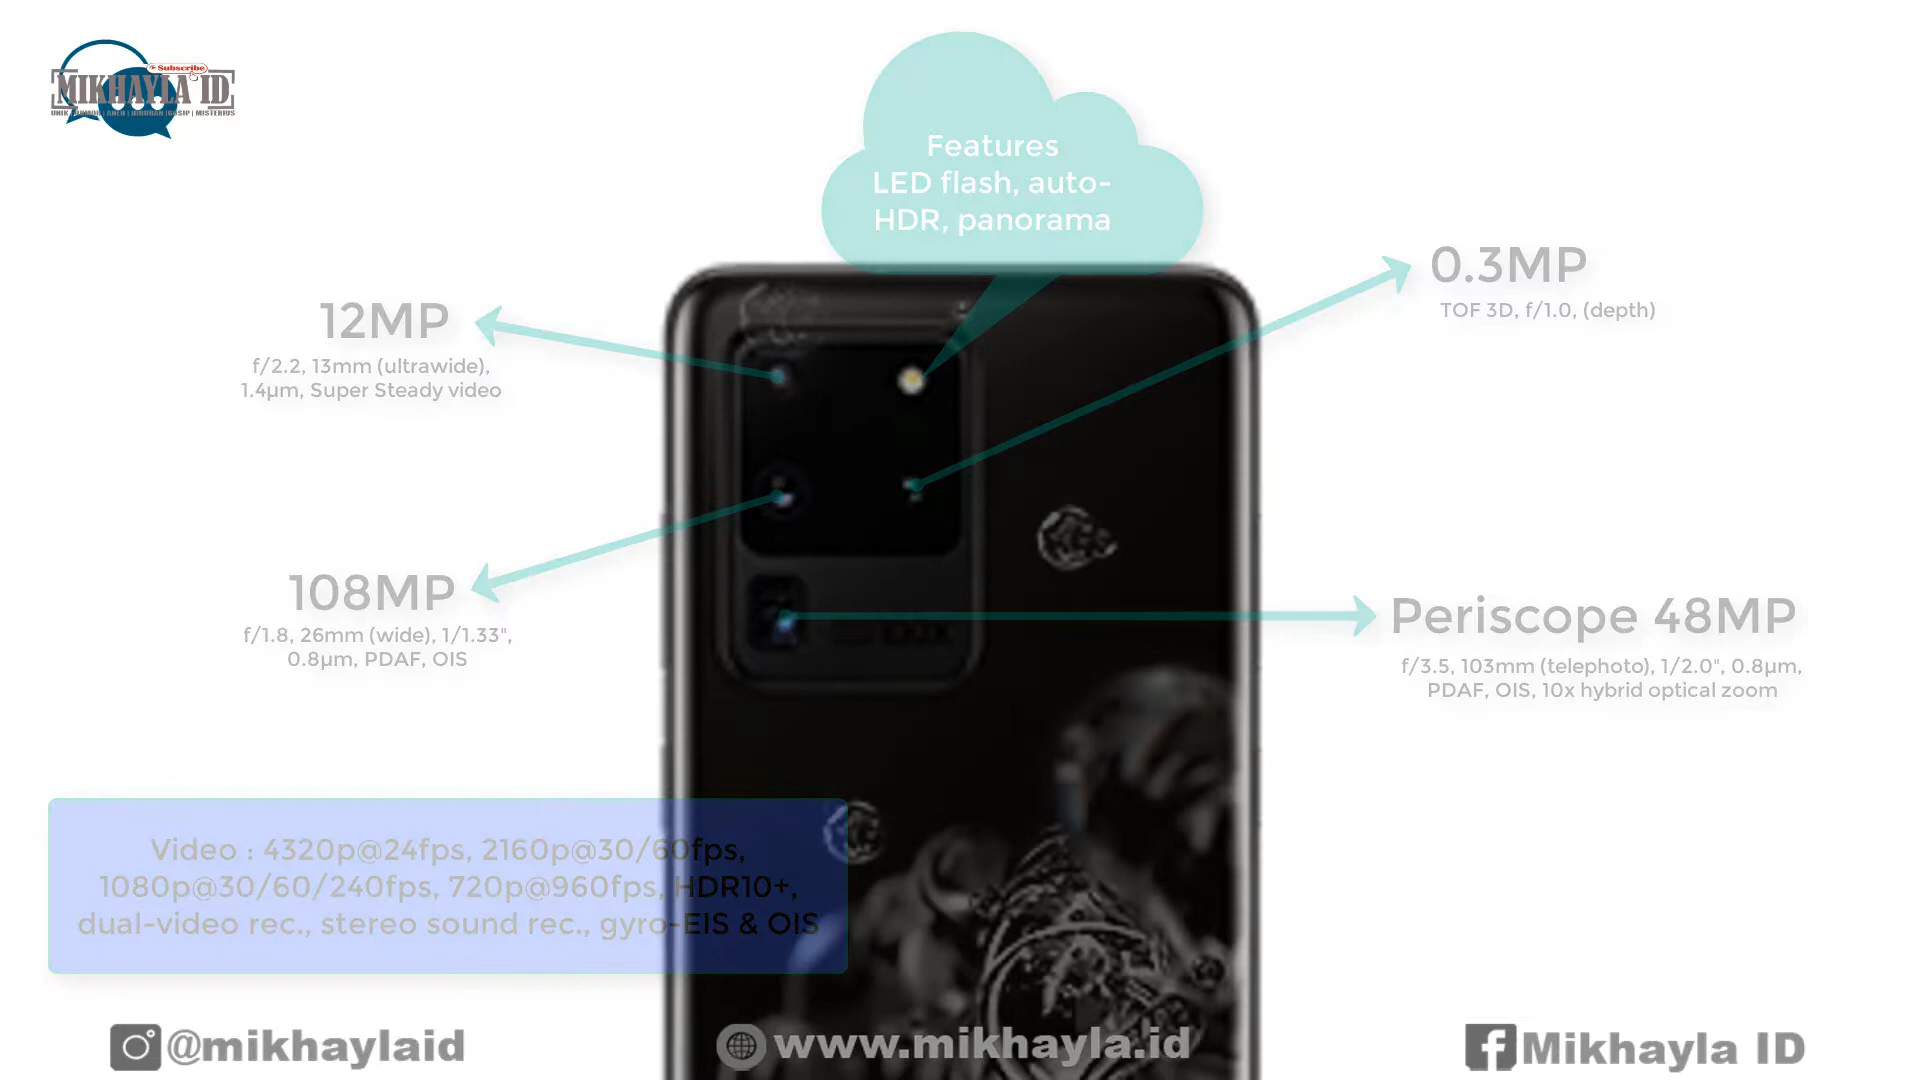 Subscribe
MIKHAYLA ID
Features
LED flash, auto-
HDR, panorama
0.3MP
TOF 3D, f/1.0, (depth)
12MP
f/2.2, 13mm (ultrawide),
1.4µm, Super Steady video
108MP
f/1.8, 26mm (wide), 1/1.33",
0.8µm, PDAF, OIS
Periscope 48MP
f/3.5, 103mm (telephoto), 1/2.0", 0.8µm,
PDAF, OIS, 10x hybrid optical zoom
Video : 4320p@24fps, 2160p@30/60fps,
1080p@30/60/240fps, 720p@960fps, HDR10+,
dual-video rec., stereo sound rec., gyro-EIS & OIS
@mikhaylaid
www.mikhayla.id
Mikhayla ID